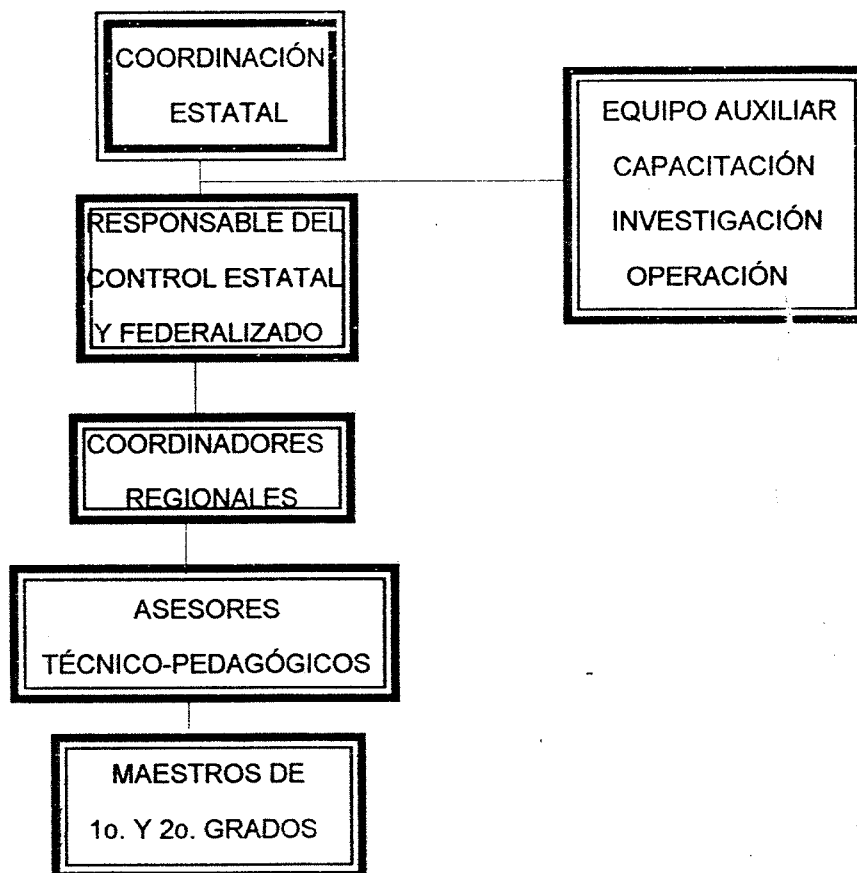 COORDINACIÓN
ESTATAL
EQUIPO AUXILIAR
CAPACITACIÓN
INVESTIGACIÓN
OPERACIÓN
RESPONSABLE DEL
CONTROL ESTATAL
Y FEDERALIZADO
COORDINADORES
REGIONALES
ASESORES
TÉCNICO-PEDAGÓGICOS
MAESTROS DE
1o. Y 2o. GRADOS